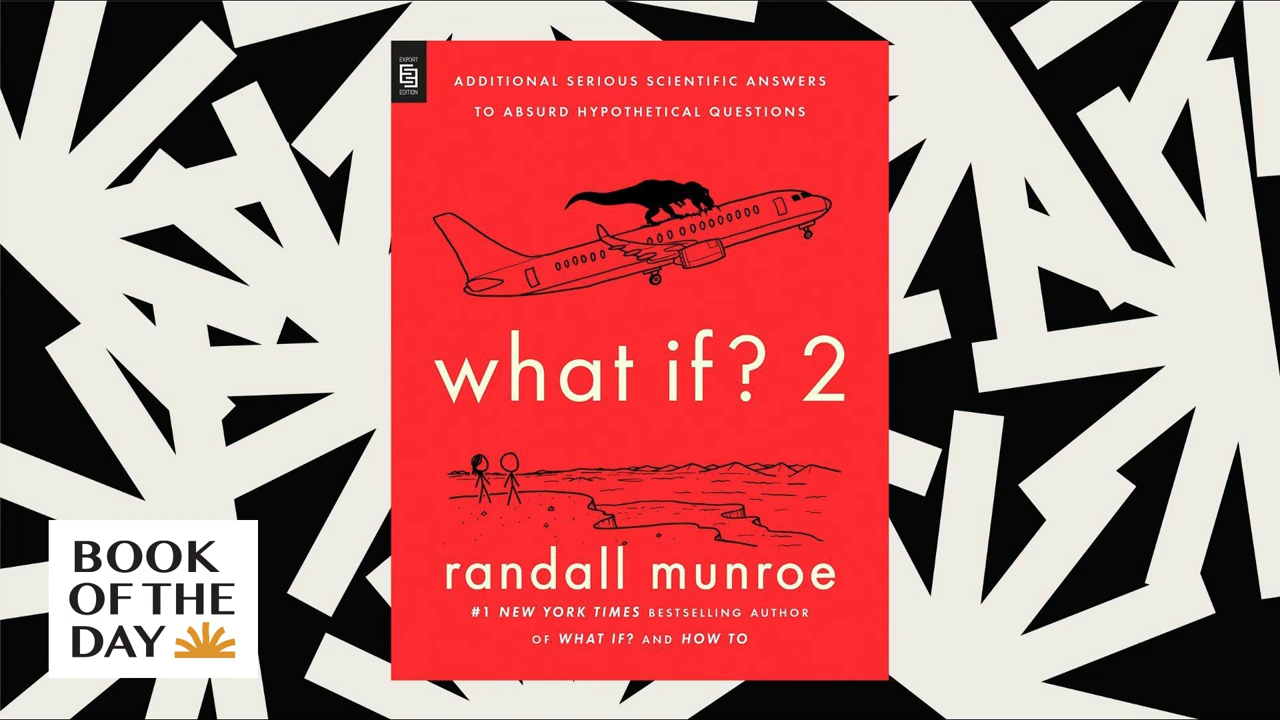 EXPORT
EDITION
ADDITIONAL SERIOUS SCIENTIFIC ANSWERS
TO ABSURD HYPOTHETICAL QUESTIONS
what if? 2
randall munroe
#1 NEW YORK TIMES BESTSELLING AUTHOR
OF WHAT IF? AND HOW TO
BOOK
OF THE
DAY